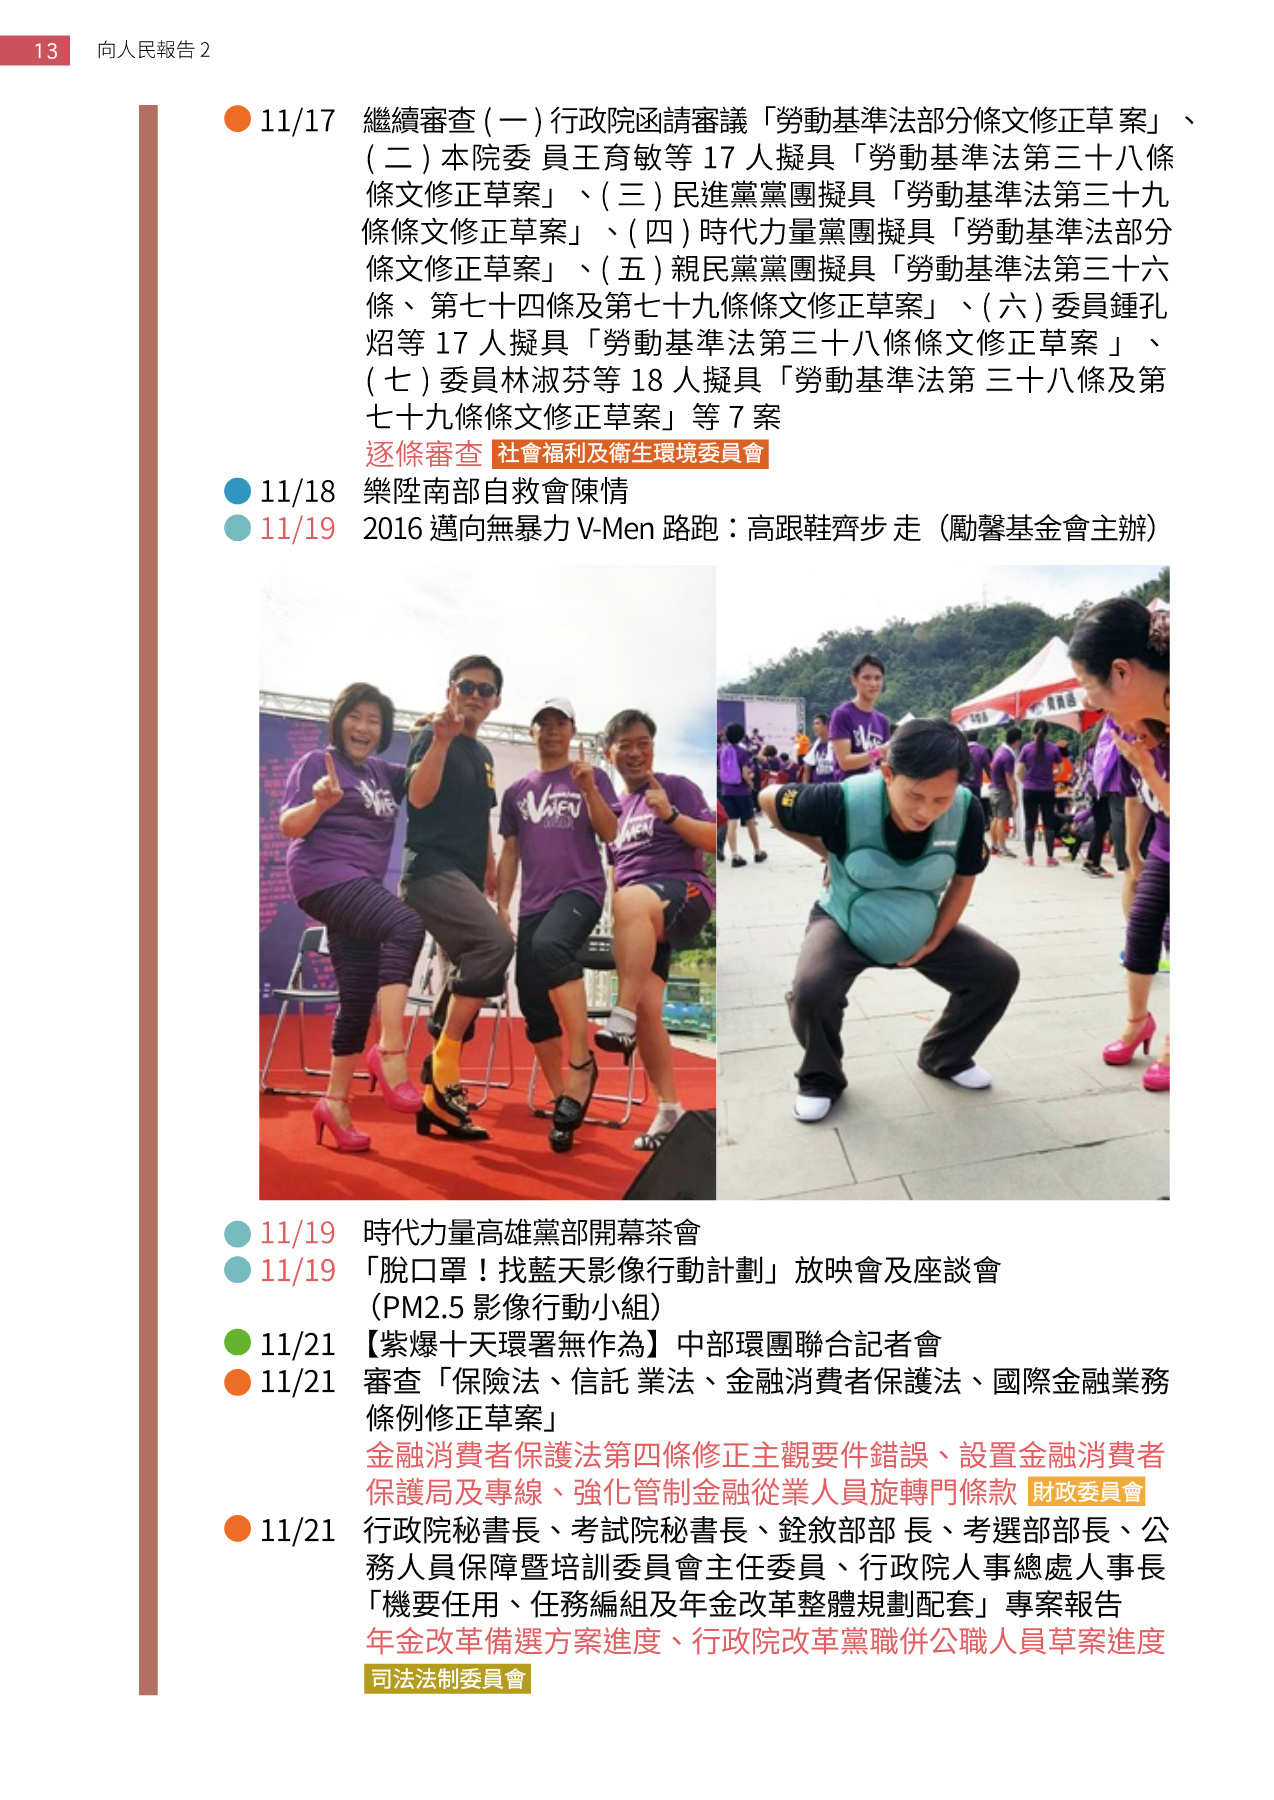 13 向人民報告 2
11/17 繼續審查 ( 一 ) 行政院函請審議「勞動基準法部分條文修正草 案」、
( 二 ) 本院委 員王育敏等 17 人擬具「勞動基準法第三十八條
條文修正草案」、( 三 ) 民進黨黨團擬具「勞動基準法第三十九
條條文修正草案」、( 四 ) 時代力量黨團擬具「勞動基準法部分
條文修正草案」、( 五 ) 親民黨黨團擬具「勞動基準法第三十六
條、 第七十四條及第七十九條條文修正草案」、( 六 ) 委員鍾孔
炤等 17 人擬具「勞動基準法第三十八條條文修正草案 」、
( 七 ) 委員林淑芬等 18 人擬具「勞動基準法第 三十八條及第
七十九條條文修正草案」等 7 案
逐條審查 社會福利及衛生環境委員會
11/18 樂陞南部自救會陳情
11/19 2016 邁向無暴力 V-Men 路跑：高跟鞋齊步 走（勵馨基金會主辦）
11/19 時代力量高雄黨部開幕茶會
11/19 「脫口罩！找藍天影像行動計劃」放映會及座談會
（PM2.5 影像行動小組）
11/21 【紫爆十天環署無作為】中部環團聯合記者會
11/21 審查「保險法、信託 業法、金融消費者保護法、國際金融業務
條例修正草案」
金融消費者保護法第四條修正主觀要件錯誤、設置金融消費者
保護局及專線、強化管制金融從業人員旋轉門條款 財政委員會
11/21 行政院秘書長、考試院秘書長、銓敘部部 長、考選部部長、公
務人員保障暨培訓委員會主任委員、行政院人事總處人事長
「機要任用、任務編組及年金改革整體規劃配套」專案報告
年金改革備選方案進度、行政院改革黨職併公職人員草案進度
司法法制委員會